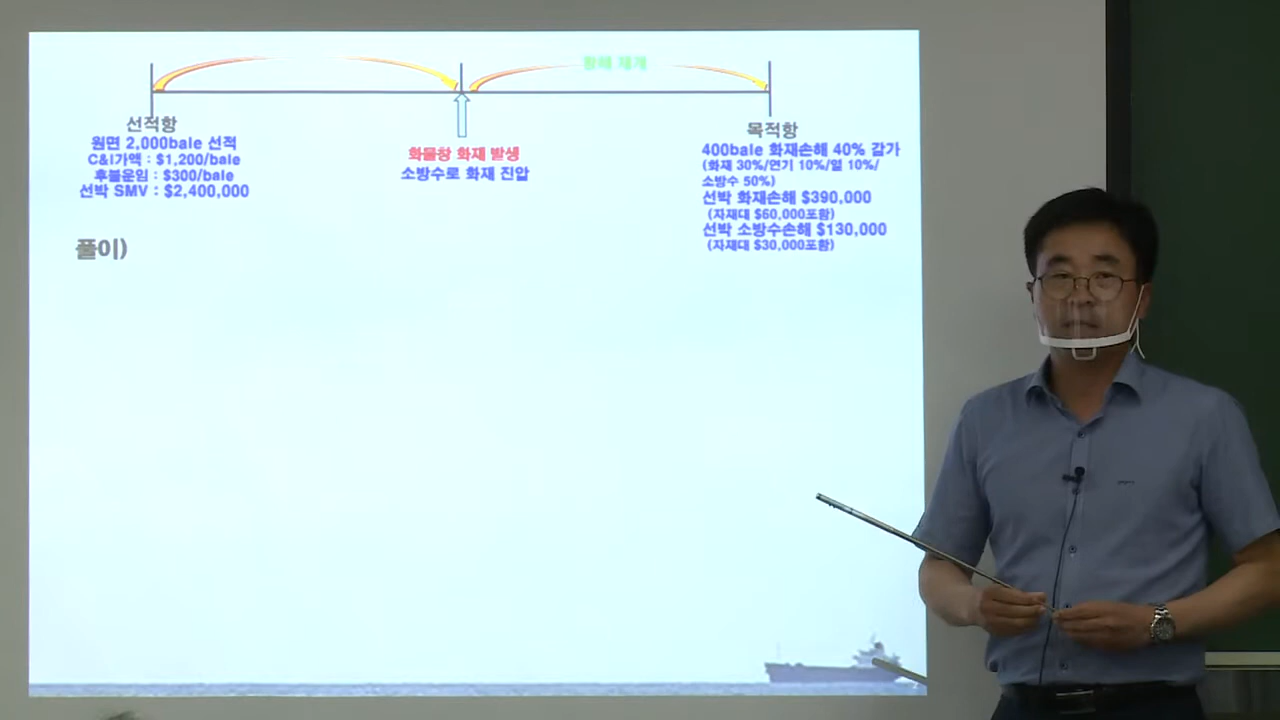 항해 재개
선적항
원면 2,000bale 선적
C&I가액 : $1,200/bale
후불운임 : $300/bale
선박 SMV : $2,400,000
화물창 화재 발생
소방수로 화재 진압
목적항
400bale 화재손해 40% 감가
(화재 30%/연기 10%/열 10%/
소방수 50%)
선박 화재손해 $390,000
(자재대 $60,000포함)
선박 소방수손해 $130,000
(자재대 $30,000포함)
풀이)